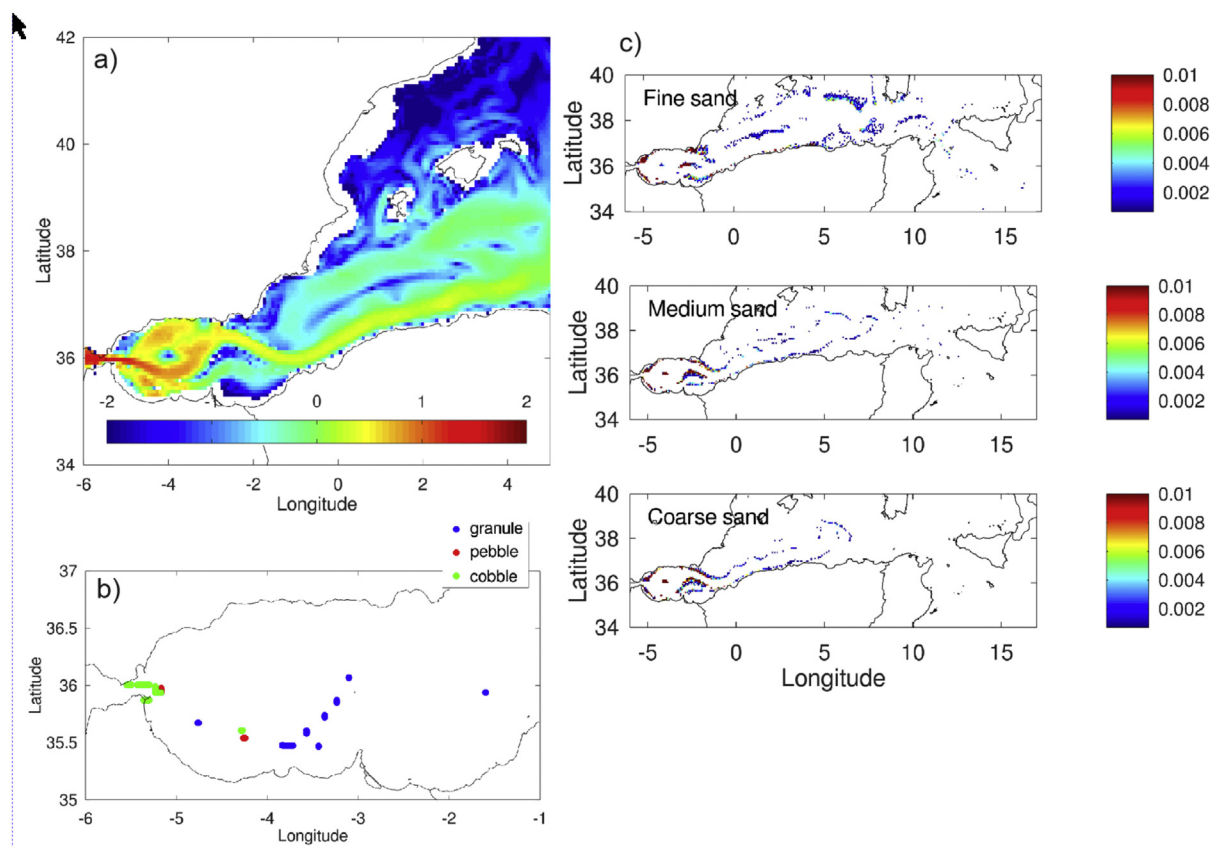 a)
42
40
38
36
34
Latitude
-2 -1 0 1 2
-6 -4 -2 0 2 4
Longitude
granule
pebble
cobble
b)
37
36.5
36
35.5
35
Latitude
-6 -5 -4 -3 -2 -1
Longitude
c)
Fine sand
40
38
36
34
Latitude
-5 0 5 10 15
0.01
0.008
0.006
0.004
0.002
Medium sand
40
38
36
34
Latitude
-5 0 5 10 15
0.01
0.008
0.006
0.004
0.002
Coarse sand
40
38
36
34
Latitude
-5 0 5 10 15
Longitude
0.01
0.008
0.006
0.004
0.002